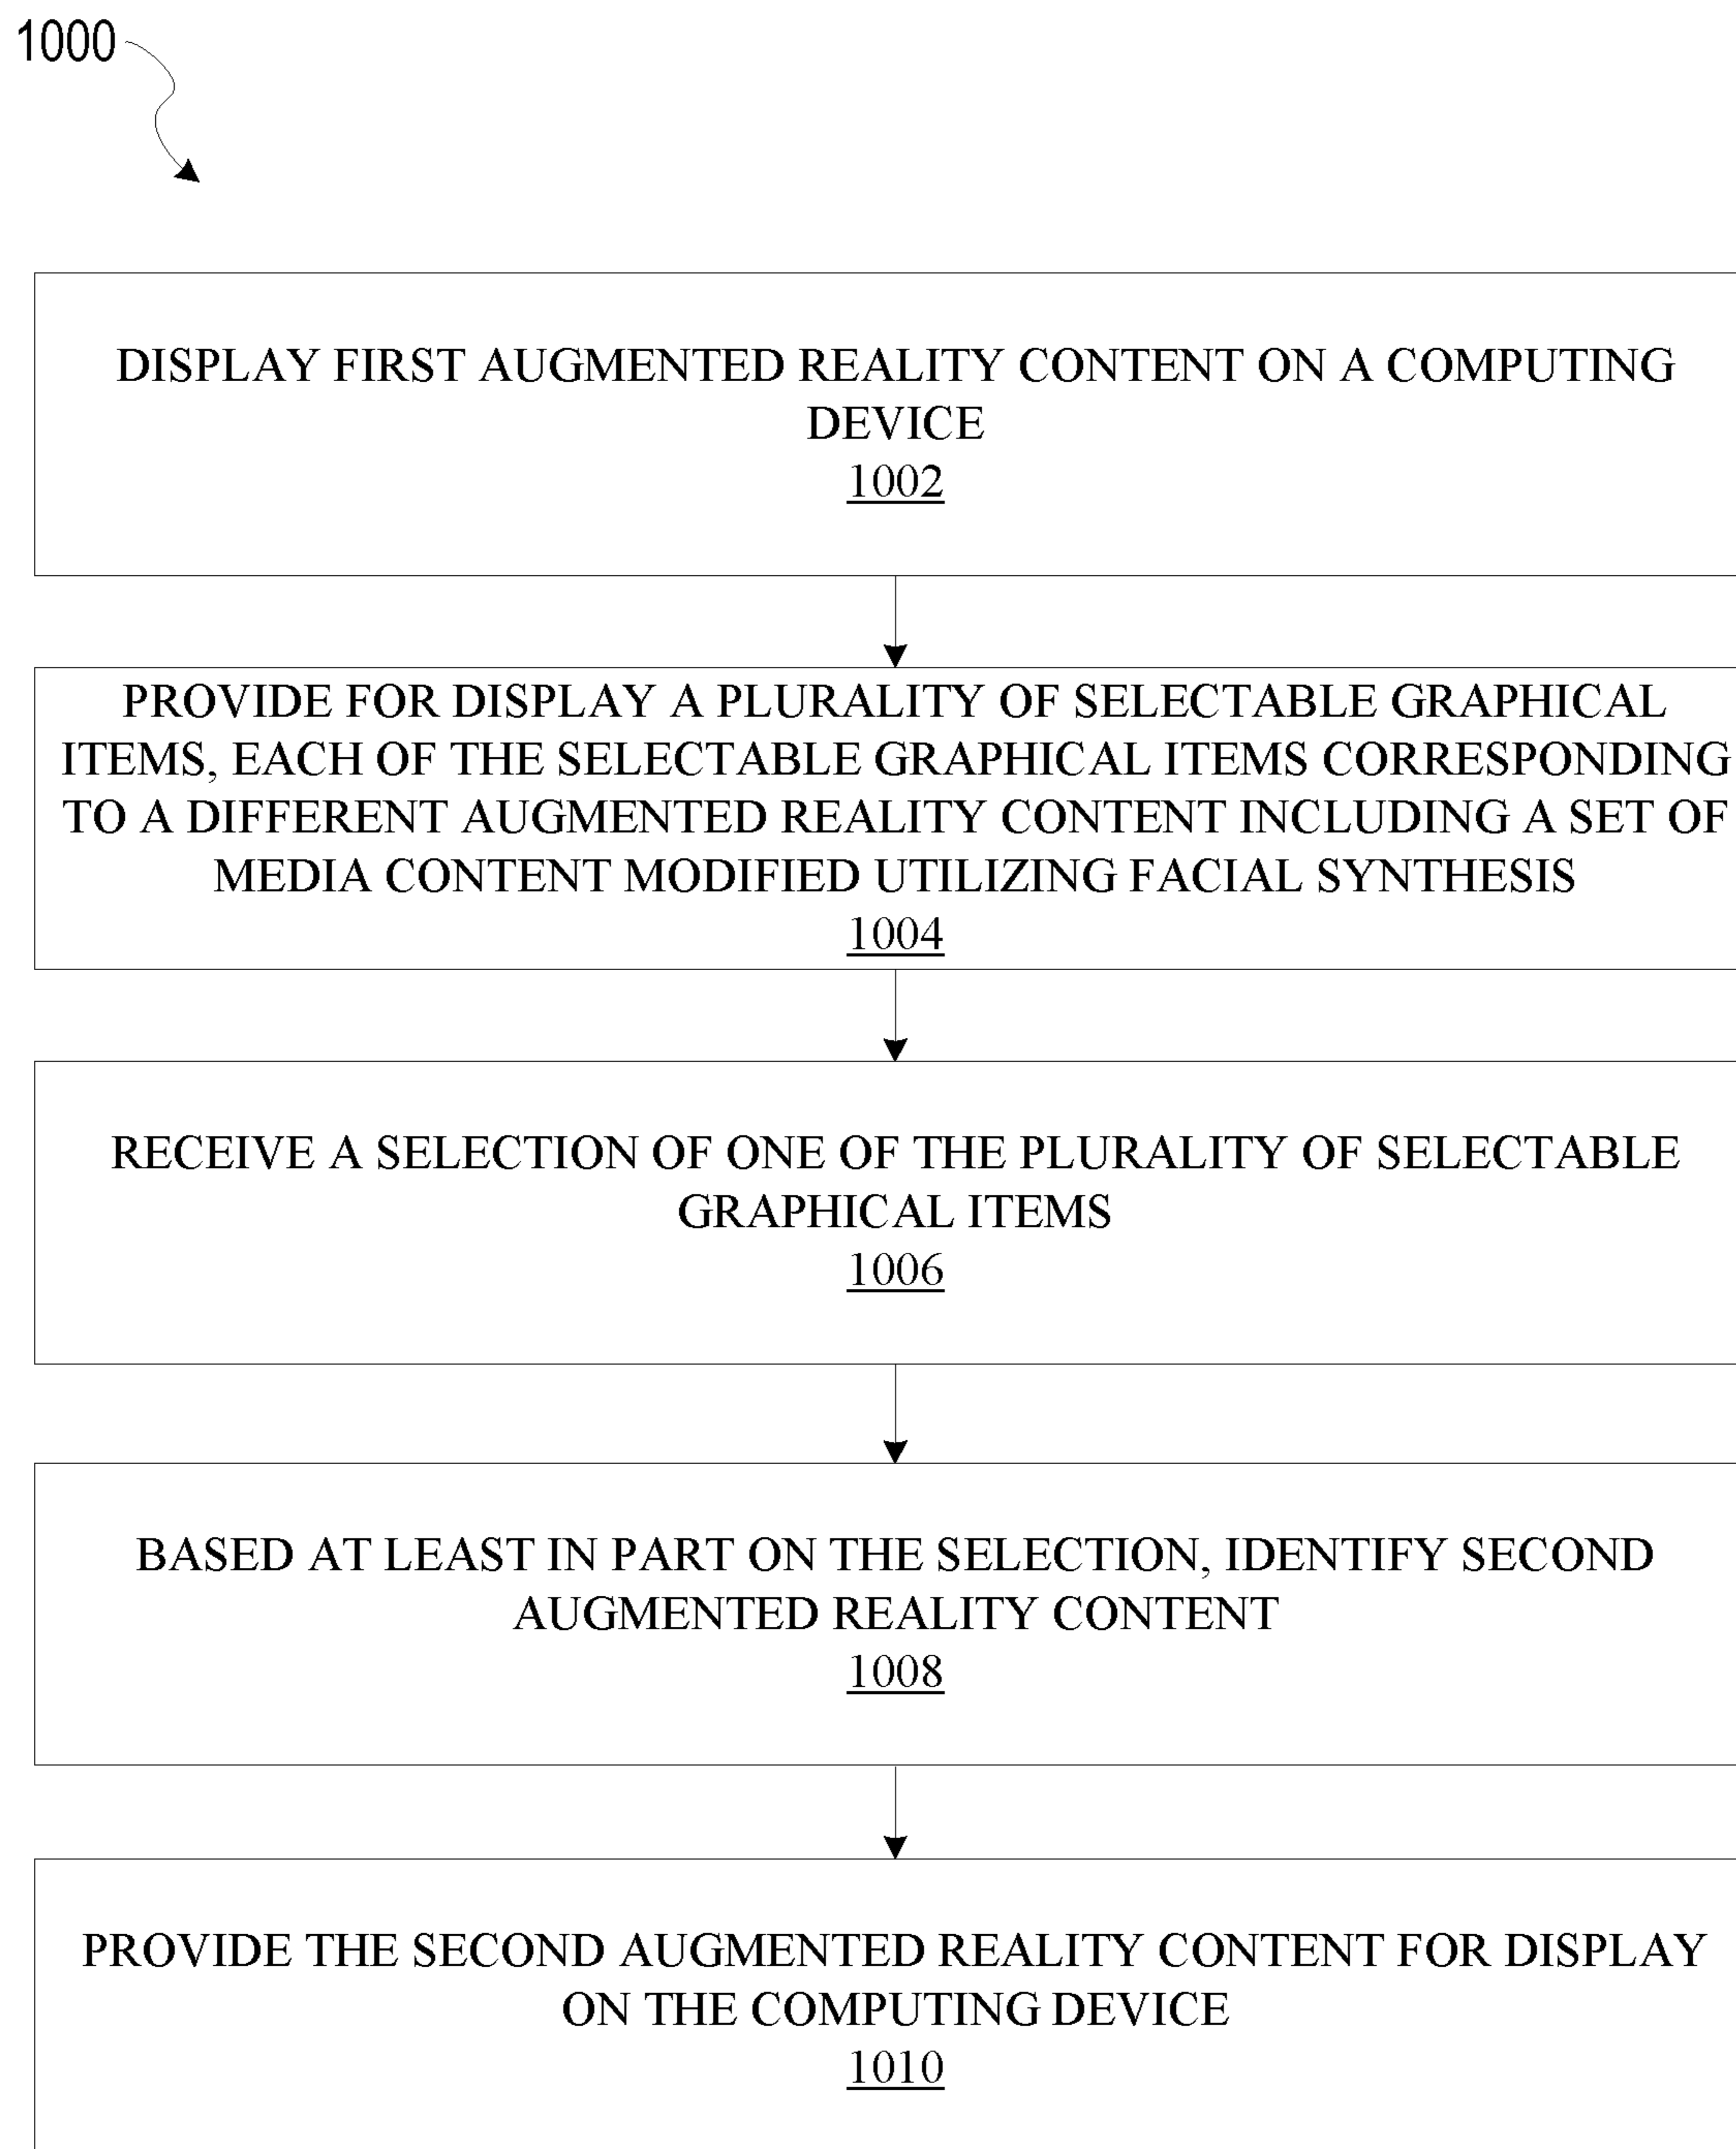 1000
DISPLAY FIRST AUGMENTED REALITY CONTENT ON A COMPUTING
DEVICE
1002
PROVIDE FOR DISPLAY A PLURALITY OF SELECTABLE GRAPHICAL
ITEMS, EACH OF THE SELECTABLE GRAPHICAL ITEMS CORRESPONDING
TO A DIFFERENT AUGMENTED REALITY CONTENT INCLUDING A SET OF
MEDIA CONTENT MODIFIED UTILIZING FACIAL SYNTHESIS
1004
RECEIVE A SELECTION OF ONE OF THE PLURALITY OF SELECTABLE
GRAPHICAL ITEMS
1006
BASED AT LEAST IN PART ON THE SELECTION, IDENTIFY SECOND
AUGMENTED REALITY CONTENT
1008
PROVIDE THE SECOND AUGMENTED REALITY CONTENT FOR DISPLAY
ON THE COMPUTING DEVICE
1010